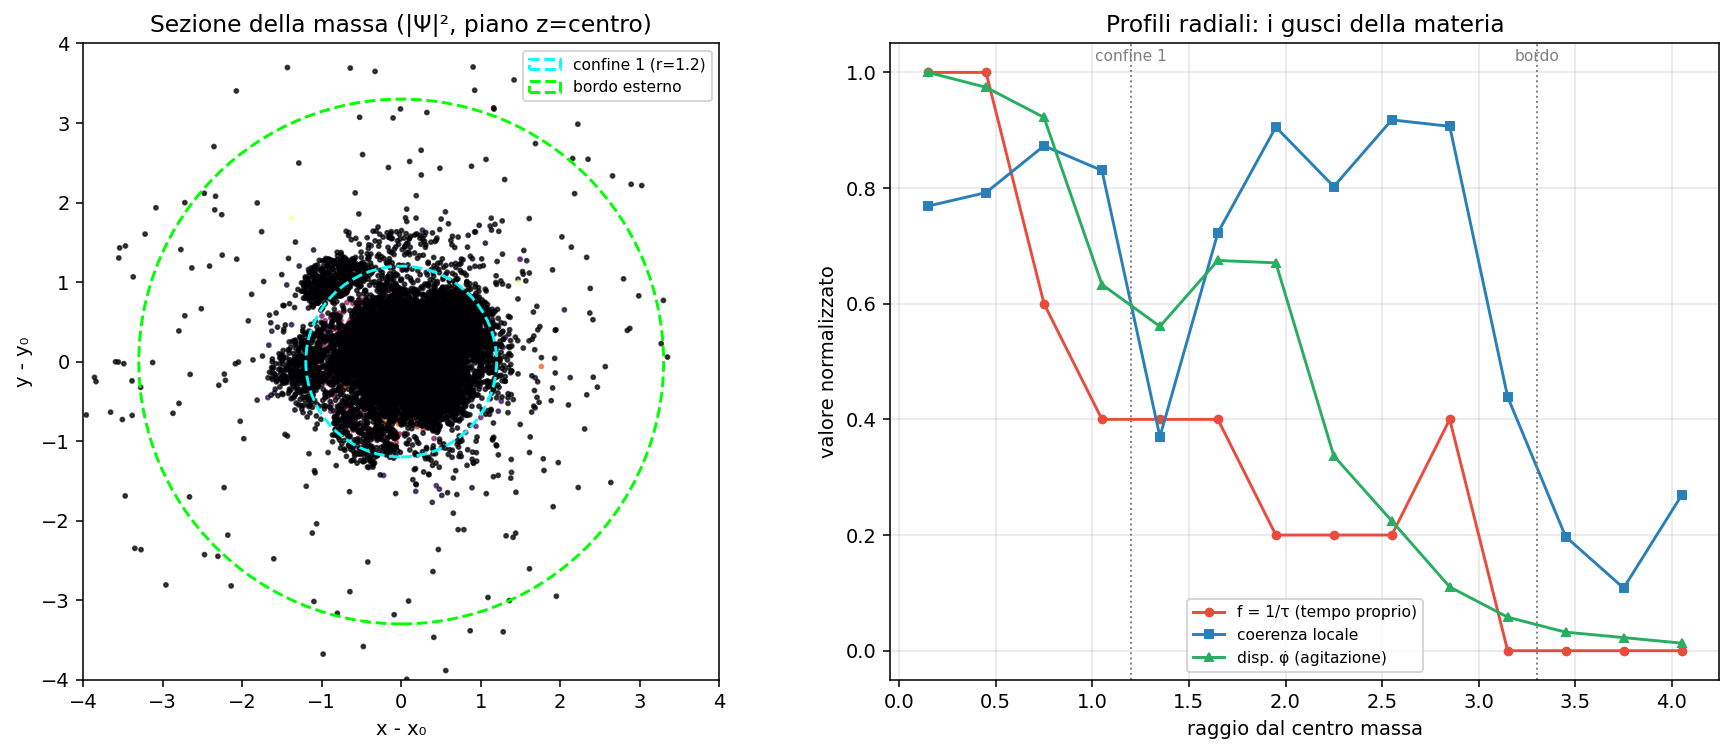 Sezione della massa (|Ψ|², piano z=centro)
confine 1 (r=1.2)
bordo esterno
4
3
2
1
0
−1
−2
−3
−4
y - y₀
−4 −3 −2 −1 0 1 2 3 4
x - x₀
Profili radiali: i gusci della materia
confine 1
bordo
1.0
0.8
0.6
0.4
0.2
0.0
valore normalizzato
f = 1/τ (tempo proprio)
coerenza locale
disp. φ̇ (agitazione)
0.0 0.5 1.0 1.5 2.0 2.5 3.0 3.5 4.0
raggio dal centro massa